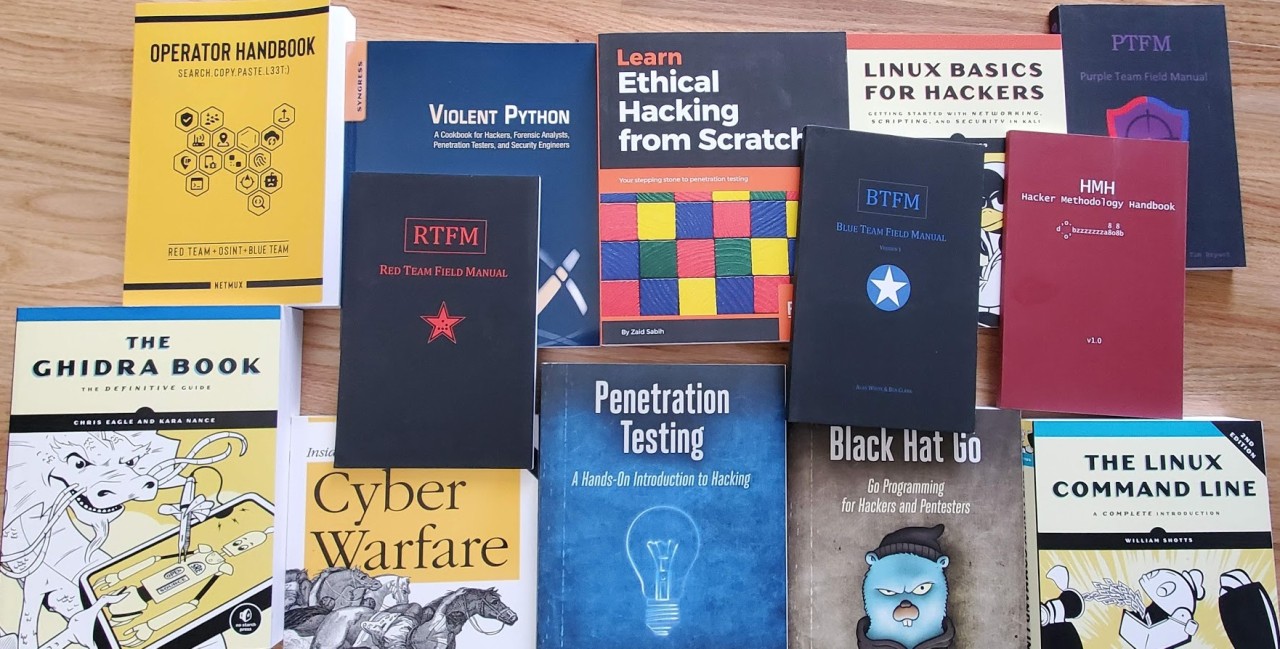 OPERATOR HANDBOOK
SEARCH.COPY.PASTE.L33T:)
RED TEAM + OSINT + BLUE TEAM
NETMUX
SYNGRESS
VIOLENT PYTHON
A Cookbook for Hackers, Forensic Analysts,
Penetration Testers, and Security Engineers
Learn
Ethical
Hacking
from Scratch
Your stepping stone to penetration testing
By Zaid Sabih
LINUX BASICS
FOR HACKERS
GETTING STARTED WITH NETWORKING,
SCRIPTING, AND SECURITY IN KALI
PTFM
Purple Team Field Manual
Tim Bryant
RTFM
RED TEAM FIELD MANUAL
BTFM
BLUE TEAM FIELD MANUAL
VERSION 1
ALAN WHITE & BEN CLARK
HMH
Hacker Methodology Handbook
v1.0
THE
GHIDRA BOOK
THE DEFINITIVE GUIDE
CHRIS EAGLE AND KARA NANCE
no starch
press
Cyber
Warfare
Penetration
Testing
A Hands-On Introduction to Hacking
Black Hat Go
Go Programming
for Hackers and Pentesters
2ND
EDITION
THE LINUX
COMMAND LINE
A COMPLETE INTRODUCTION
WILLIAM SHOTTS